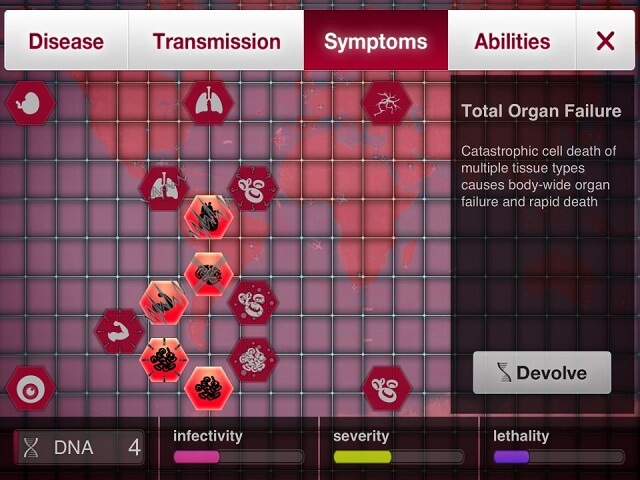 Disease
Transmission
Symptoms
Abilities
X
Total Organ Failure
Catastrophic cell death of
multiple tissue types
causes body-wide organ
failure and rapid death
Devolve
DNA 4
infectivity
severity
lethality